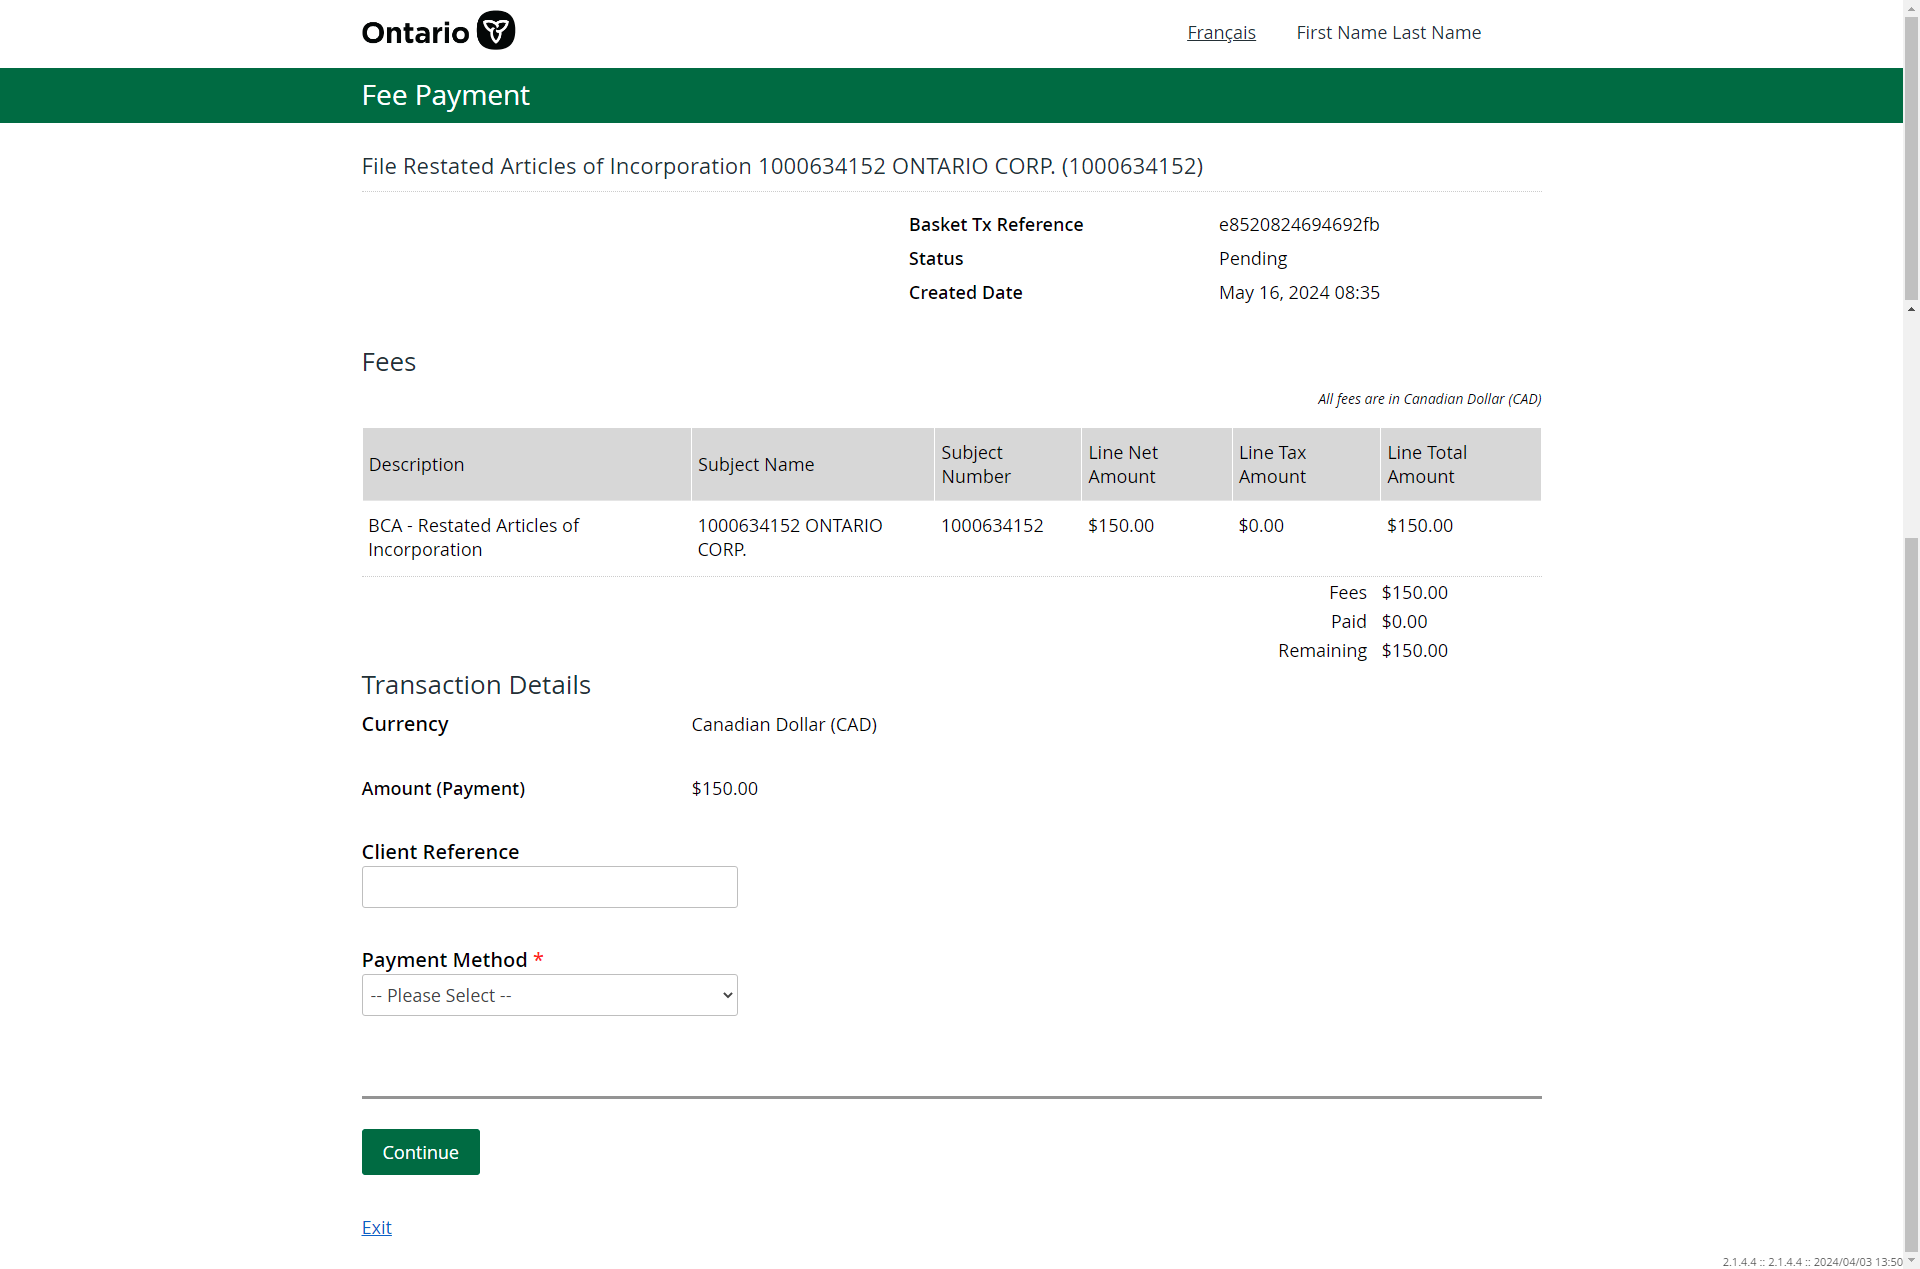 Ontario
Français
First Name Last Name
Fee Payment
File Restated Articles of Incorporation 1000634152 ONTARIO CORP. (1000634152)
Basket Tx Reference e8520824694692fb
Status Pending
Created Date May 16, 2024 08:35
Fees
All fees are in Canadian Dollar (CAD)
Description Subject Name Subject Number Line Net Amount Line Tax Amount Line Total Amount
BCA - Restated Articles of Incorporation 1000634152 ONTARIO CORP. 1000634152 $150.00 $0.00 $150.00
Fees $150.00
Paid $0.00
Remaining $150.00
Transaction Details
Currency Canadian Dollar (CAD)
Amount (Payment) $150.00
Client Reference
Payment Method *
-- Please Select --
Continue
Exit
2.1.4.4 :: 2.1.4.4 :: 2024/04/03 13:50